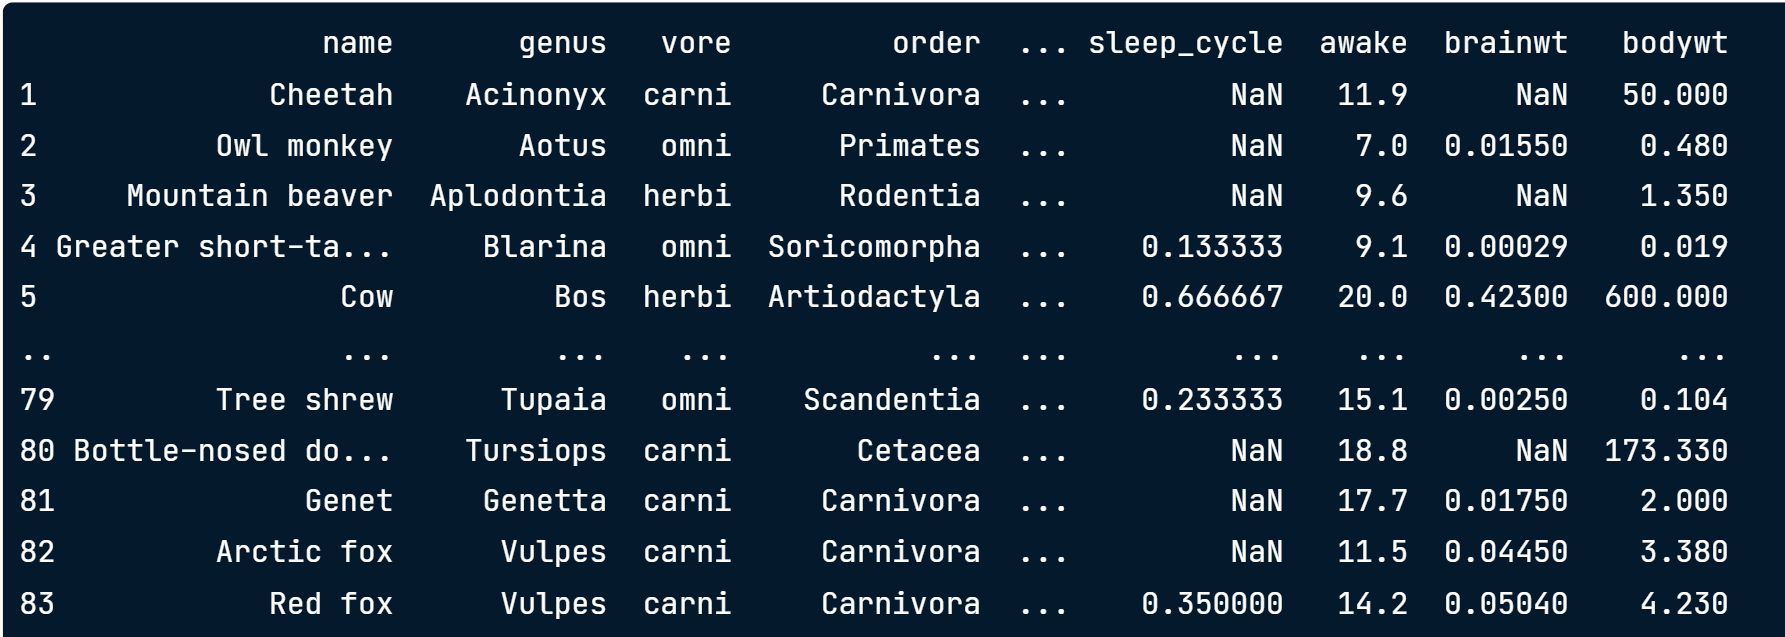 name genus vore order ... sleep_cycle awake brainwt bodywt
1 Cheetah Acinonyx carni Carnivora ... NaN 11.9 NaN 50.000
2 Owl monkey Aotus omni Primates ... NaN 7.0 0.01550 0.480
3 Mountain beaver Aplodontia herbi Rodentia ... NaN 9.6 NaN 1.350
4 Greater short-ta... Blarina omni Soricomorpha ... 0.133333 9.1 0.00029 0.019
5 Cow Bos herbi Artiodactyla ... 0.666667 20.0 0.42300 600.000
.. ... ... ... ... ... ... ... ... ...
79 Tree shrew Tupaia omni Scandentia ... 0.233333 15.1 0.00250 0.104
80 Bottle-nosed do... Tursiops carni Cetacea ... NaN 18.8 NaN 173.330
81 Genet Genetta carni Carnivora ... NaN 17.7 0.01750 2.000
82 Arctic fox Vulpes carni Carnivora ... NaN 11.5 0.04450 3.380
83 Red fox Vulpes carni Carnivora ... 0.350000 14.2 0.05040 4.230